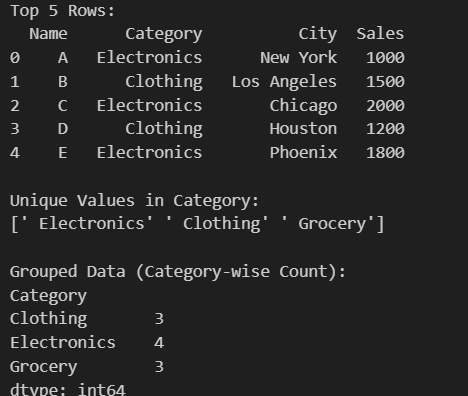 Top 5 Rows:
  Name      Category          City  Sales
0    A   Electronics      New York   1000
1    B      Clothing   Los Angeles   1500
2    C   Electronics       Chicago   2000
3    D      Clothing       Houston   1200
4    E   Electronics       Phoenix   1800
Unique Values in Category:
[' Electronics' ' Clothing' ' Grocery']
Grouped Data (Category-wise Count):
Category
Clothing       3
Electronics    4
Grocery        3
dtype: int64